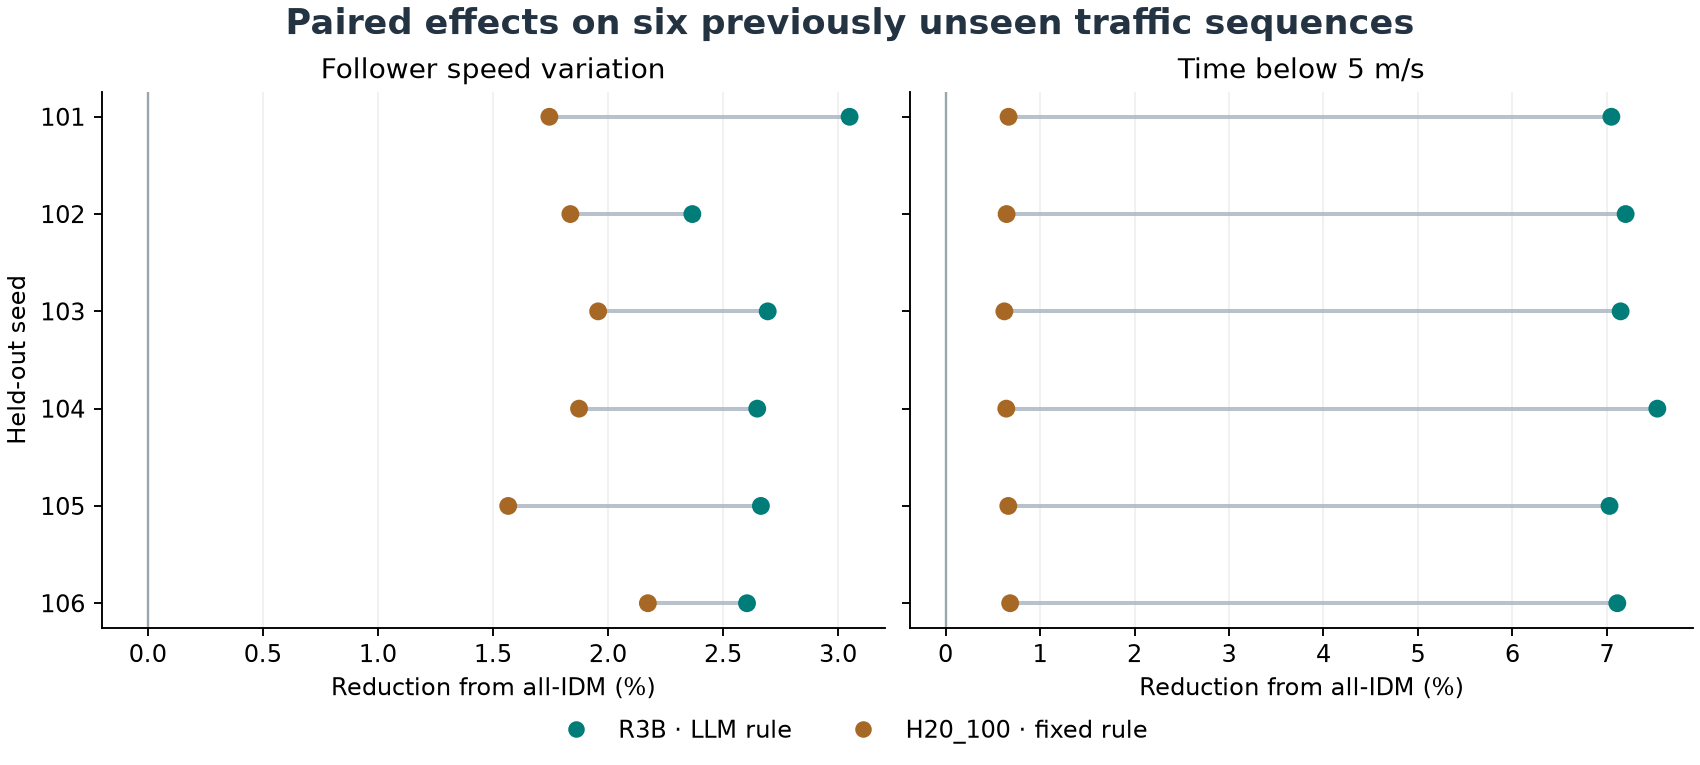 Paired effects on six previously unseen traffic sequences
Follower speed variation
Time below 5 m/s
Held-out seed
101
102
103
104
105
106
0.0 0.5 1.0 1.5 2.0 2.5 3.0
0 1 2 3 4 5 6 7
Reduction from all-IDM (%)
Reduction from all-IDM (%)
R3B · LLM rule
H20_100 · fixed rule